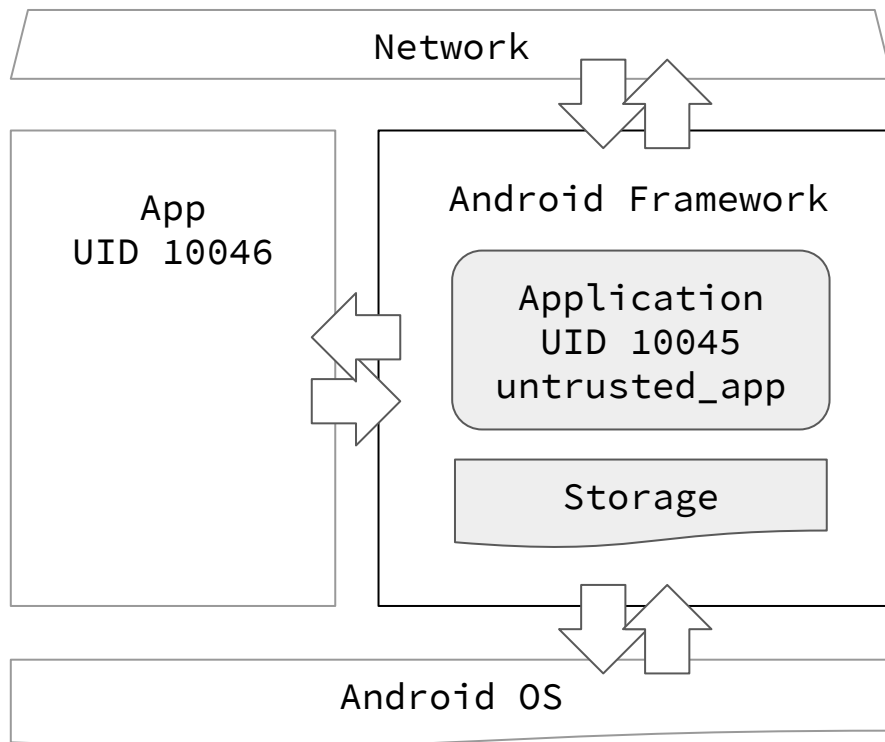 Network
App
UID 10046
Android Framework
Application
UID 10045
untrusted_app
Storage
Android OS